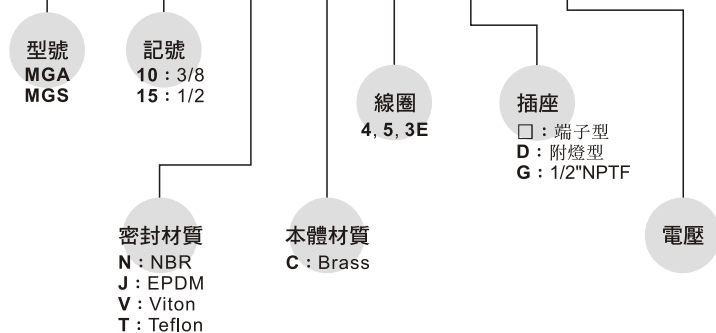 型號
MGA
MGS
記號
10：3/8
15：1/2
線圈
4, 5, 3E
插座
□：端子型
D：附燈型
G：1/2"NPTF
密封材質
N：NBR
J：EPDM
V：Viton
T：Teflon
本體材質
C：Brass
電壓